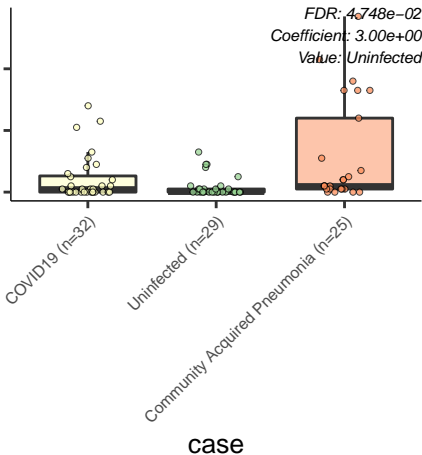 FDR: 4.748e−02
Coefficient: 3.00e+00
Value: Uninfected
COVID19 (n=32)
Uninfected (n=29)
Community Acquired Pneumonia (n=25)
case